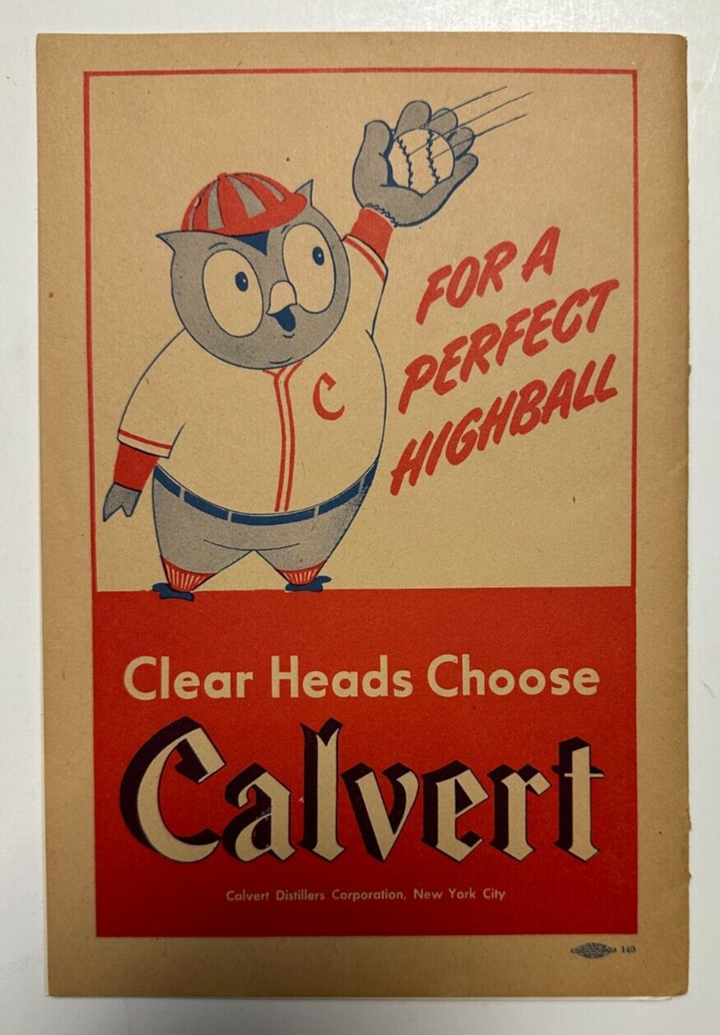 C
FOR A
PERFECT
HIGHBALL
Clear Heads Choose
Calvert
Calvert Distillers Corporation, New York City
140